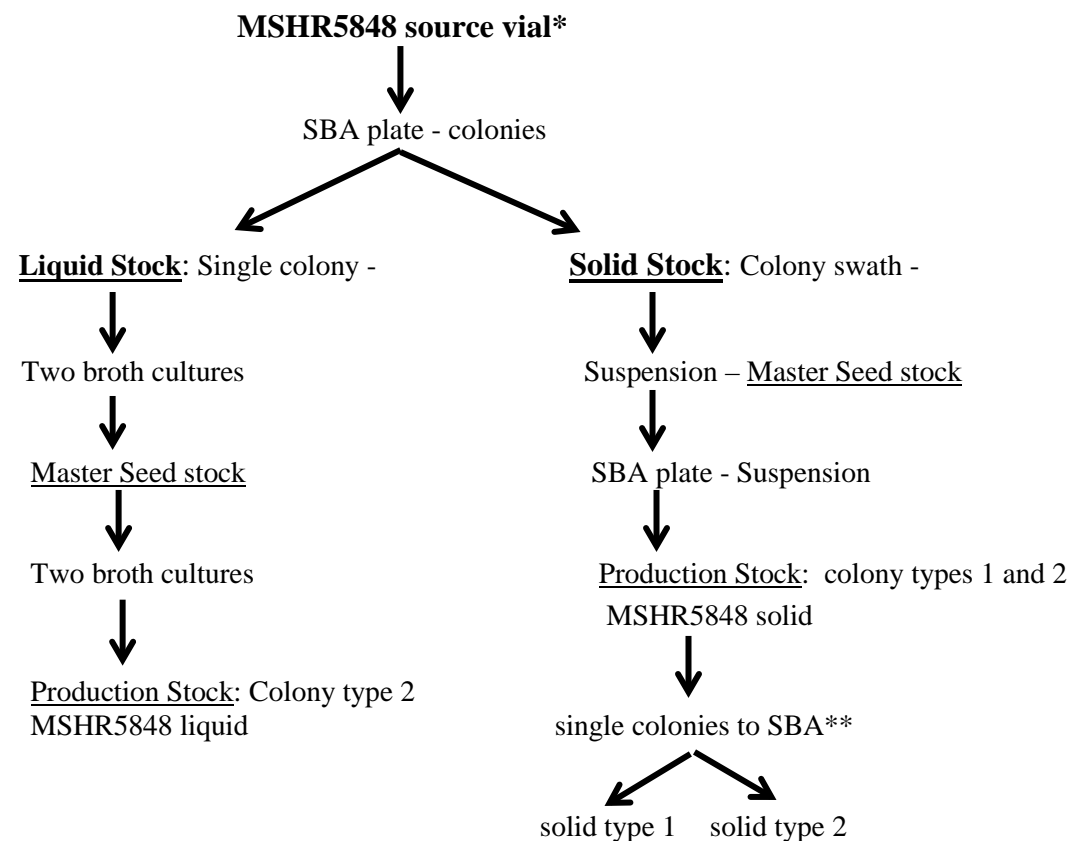 MSHR5848 source vial*
SBA plate - colonies
Liquid Stock: Single colony -
Two broth cultures
Master Seed stock
Two broth cultures
Production Stock: Colony type 2
MSHR5848 liquid
Solid Stock: Colony swath -
Suspension – Master Seed stock
SBA plate - Suspension
Production Stock: colony types 1 and 2
MSHR5848 solid
single colonies to SBA**
solid type 1
solid type 2